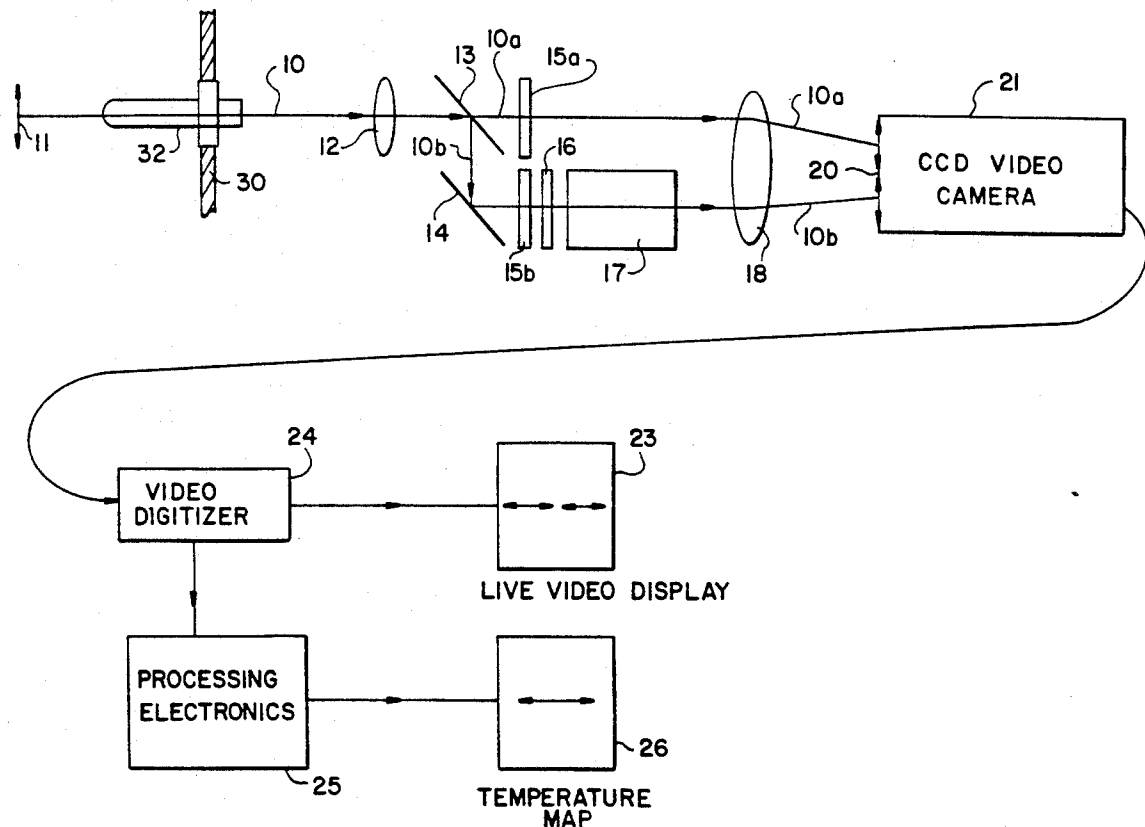 10
13
10a
15a
10a
21
11
32
30
12
10b
16
20
CCD VIDEO
CAMERA
14
15b
17
18
10b
24
23
VIDEO
DIGITIZER
LIVE VIDEO DISPLAY
PROCESSING
ELECTRONICS
25
26
TEMPERATURE
MAP